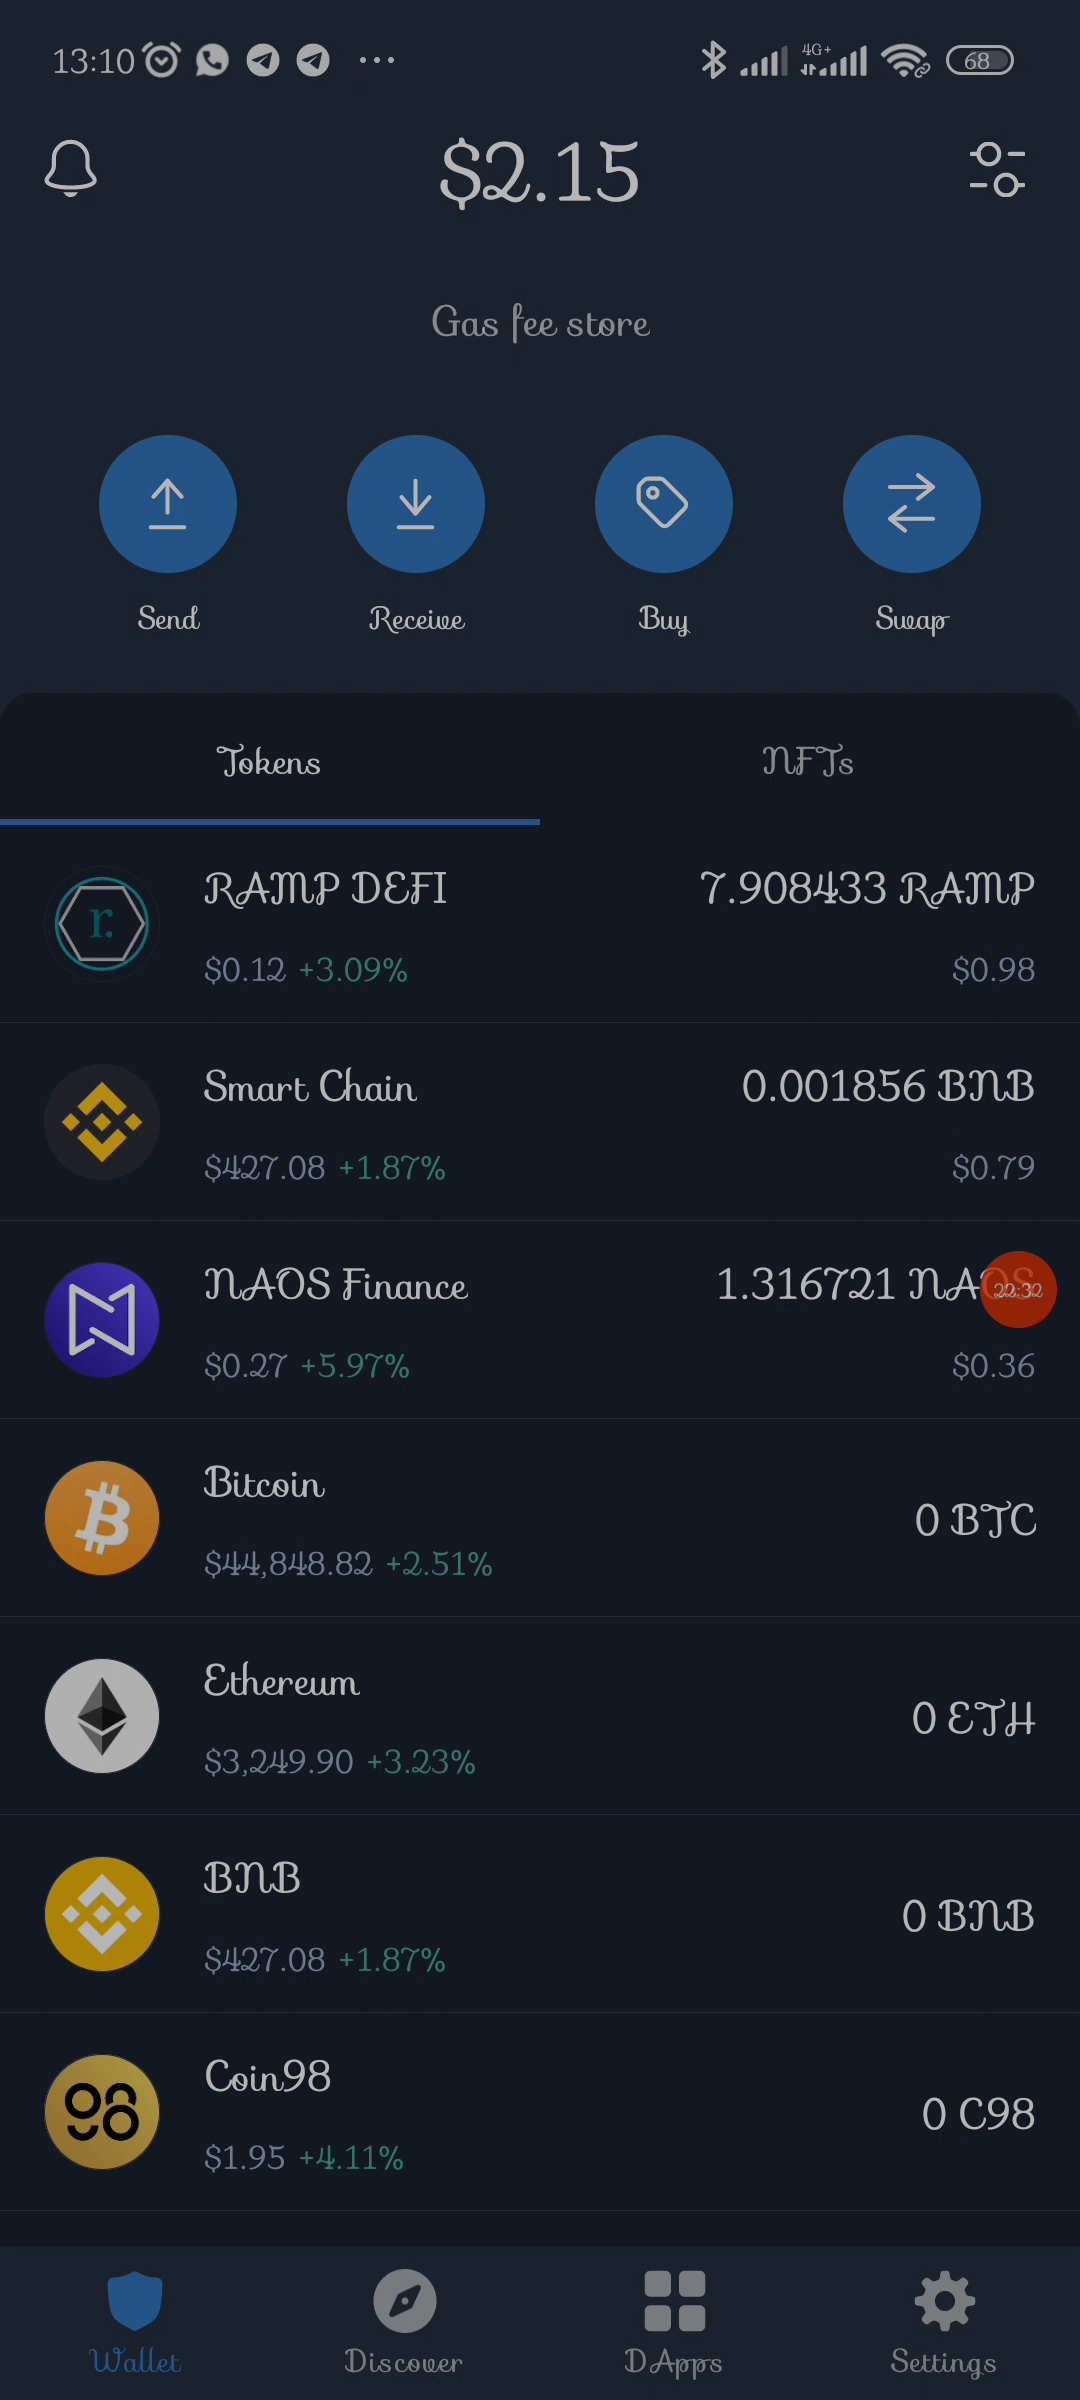 13:10 4G+ 68
$2.15
Gas fee store
Send Receive Buy Swap
Tokens NFTs
r.
RAMP DEFI 7.908433 RAMP
$0.12 +3.09% $0.98
Smart Chain 0.001856 BNB
$427.08 +1.87% $0.79
NAOS Finance 1.316721 NAOS
22:32
$0.27 +5.97% $0.36
Bitcoin
0 BTC
$44,848.82 +2.51%
Ethereum
0 ETH
$3,249.90 +3.23%
BNB
0 BNB
$427.08 +1.87%
98
Coin98
0 C98
$1.95 +4.11%
Wallet Discover DApps Settings